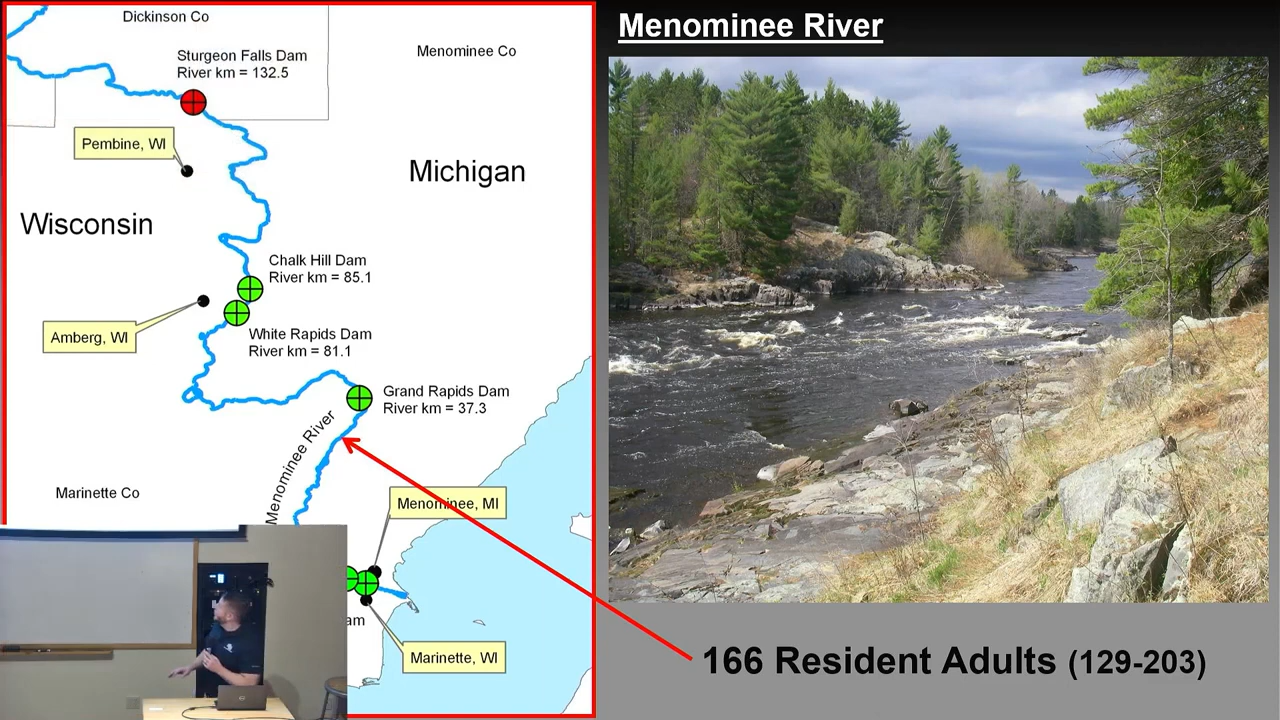 Dickinson Co
Menominee Co
Sturgeon Falls Dam
River km = 132.5
Pembine, WI
Michigan
Wisconsin
Chalk Hill Dam
River km = 85.1
Amberg, WI
White Rapids Dam
River km = 81.1
Grand Rapids Dam
River km = 37.3
Menominee River
Marinette Co
Menominee, MI
am
Marinette, WI
Menominee River
166 Resident Adults (129-203)